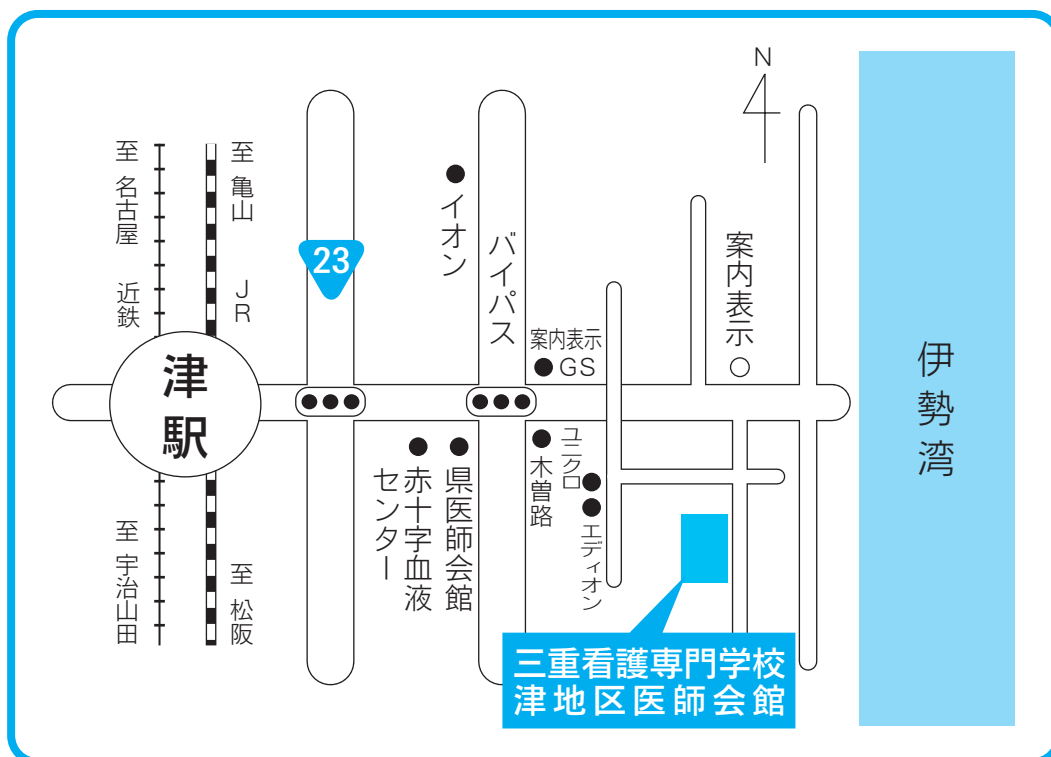 N
至 名古屋
近鉄
至 亀山
JR
23
イオン
バイパス
案内表示
GS
案内表示
伊勢湾
津駅
赤十字血液
センター
県医師会館
木曽路
ユニクロ
エディオン
至 宇治山田
至 松阪
三重看護専門学校
津地区医師会館